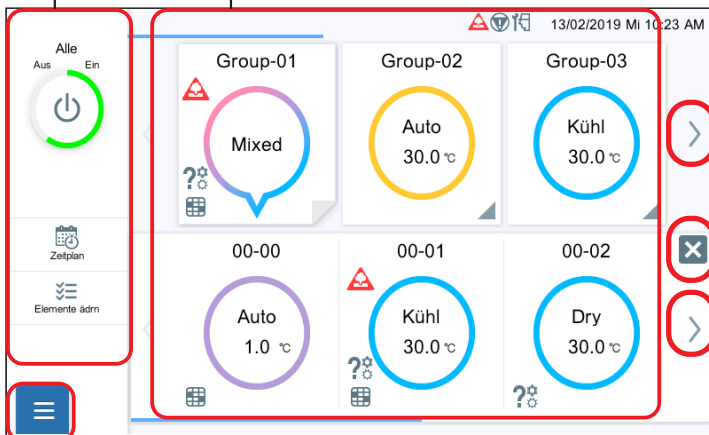 13/02/2019 Mi 10:23 AM
Alle
Aus Ein
Zeitplan
Elemente ädrn
Group-01
Mixed
Group-02
Auto
30.0 ℃
Group-03
Kühl
30.0 ℃
00-00
Auto
1.0 ℃
00-01
Kühl
30.0 ℃
00-02
Dry
30.0 ℃